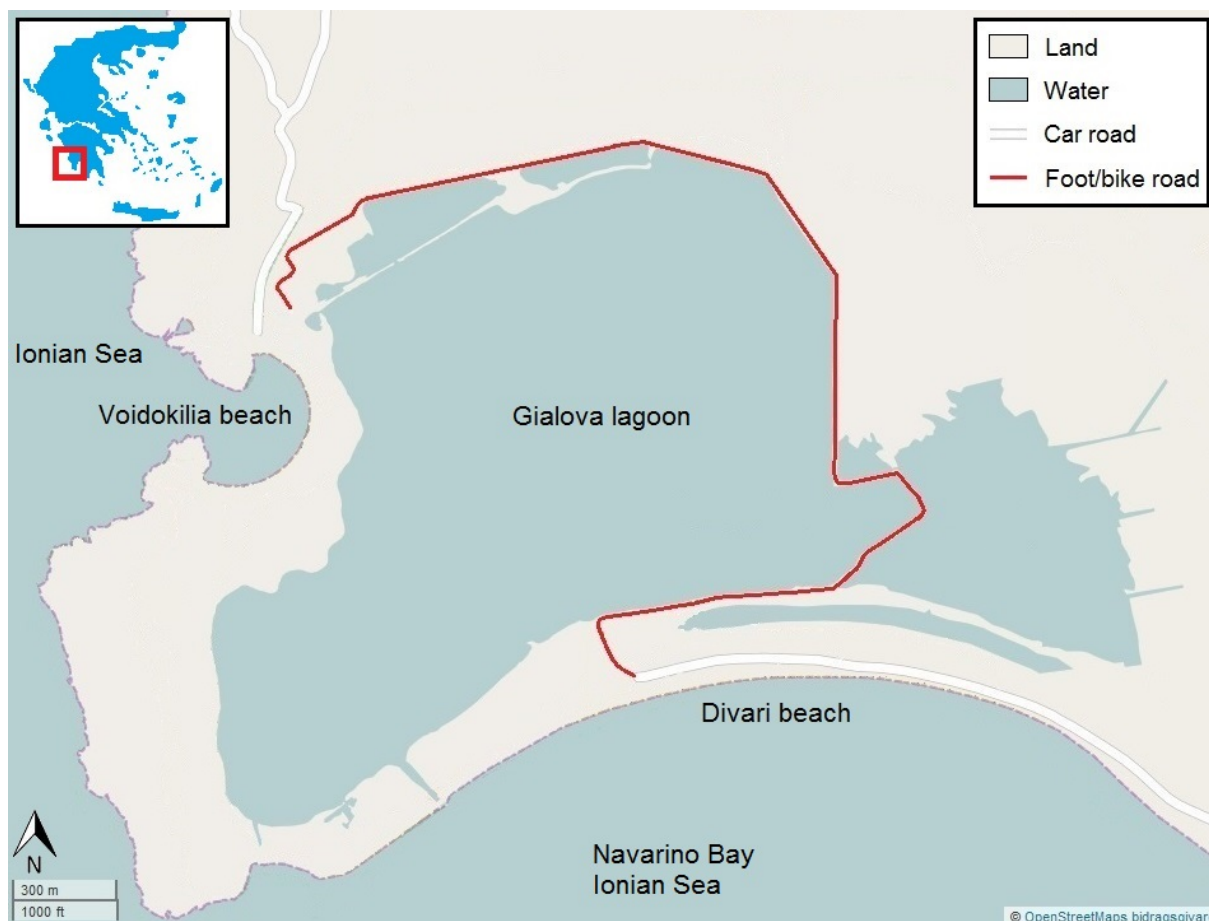 Land
Water
Car road
Foot/bike road
Ionian Sea
Voidokilia beach
Gialova lagoon
Divari beach
Navarino Bay
Ionian Sea
N
300 m
1000 ft
© OpenStreetMaps bidragsgivare